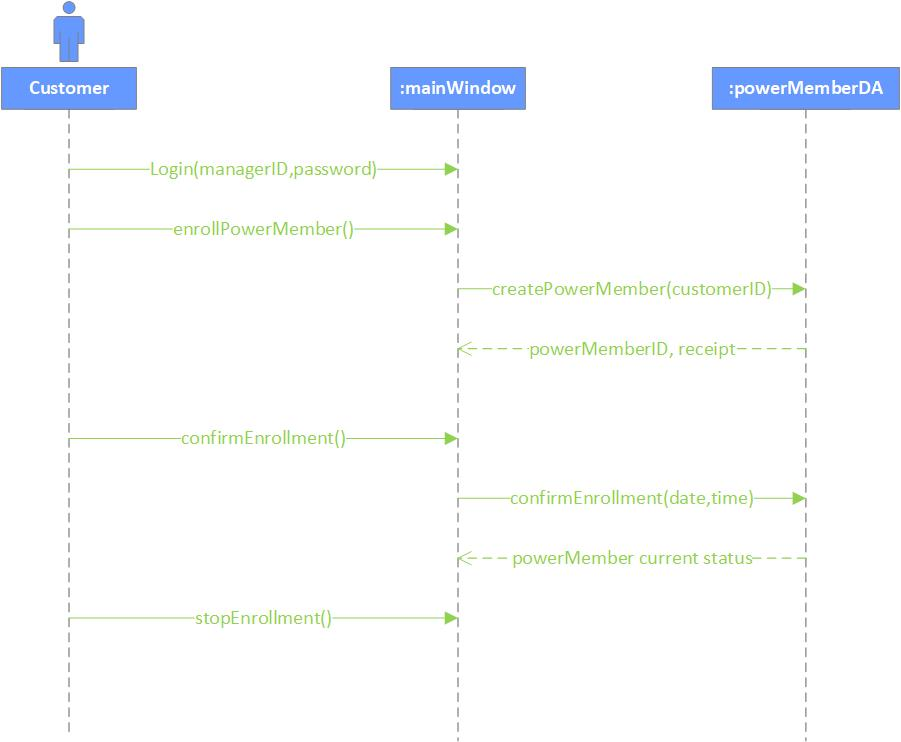 Customer
:mainWindow
:powerMemberDA
Login(managerID,password)
enrollPowerMember()
createPowerMember(customerID)
powerMemberID, receipt
confirmEnrollment()
confirmEnrollment(date,time)
powerMember current status
stopEnrollment()